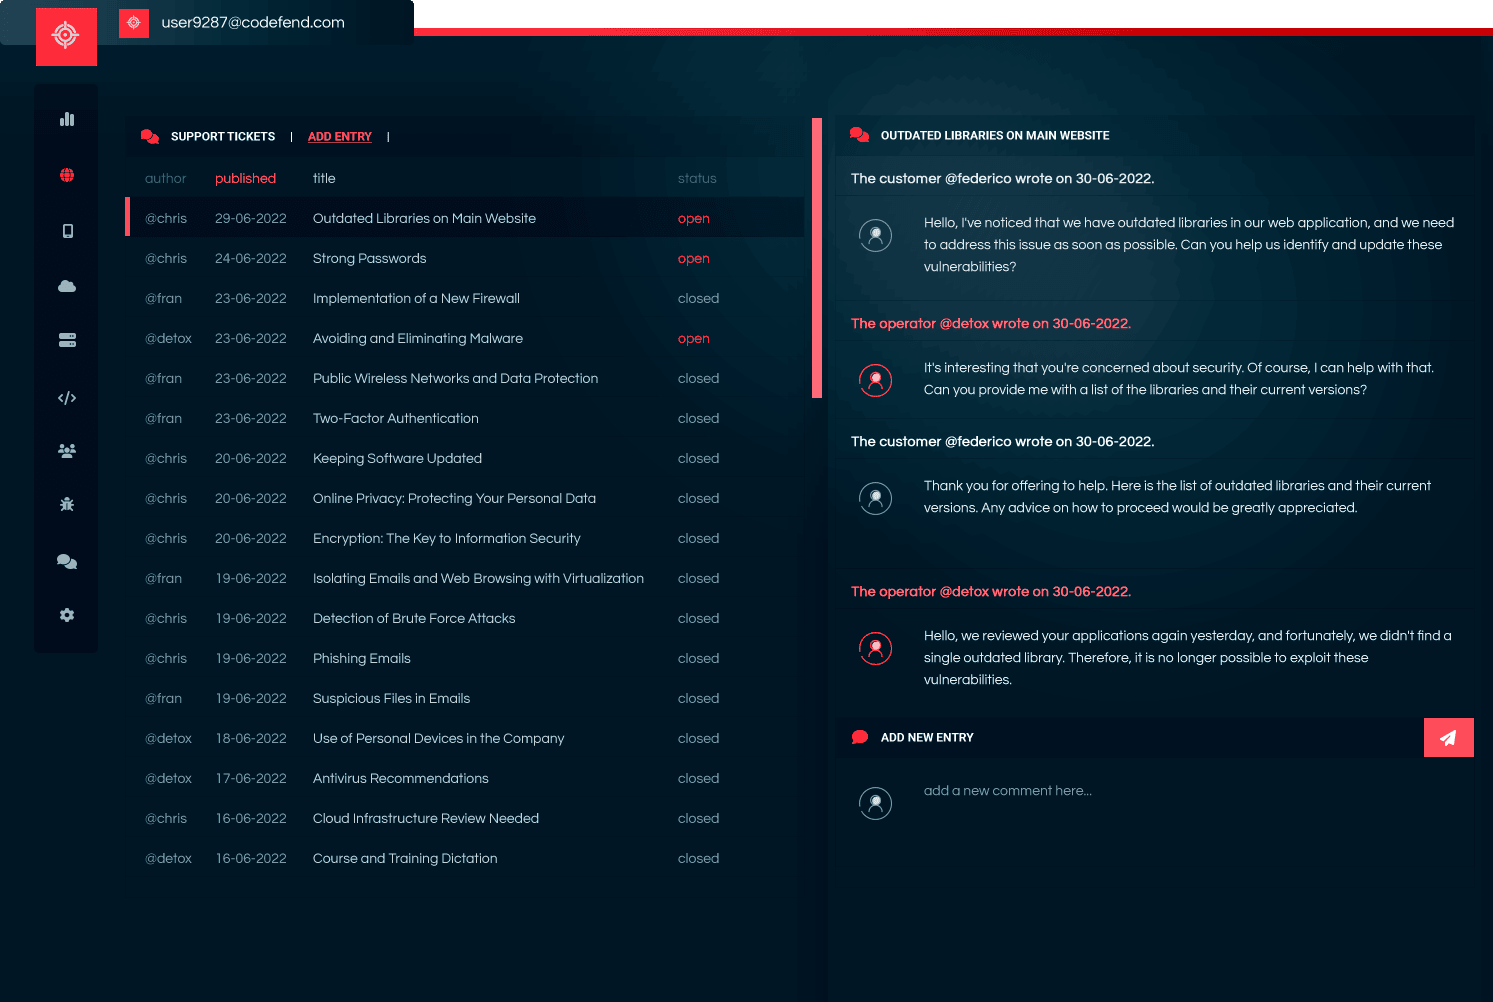 user9287@codefend.com
SUPPORT TICKETS | ADD ENTRY |
author published title status
@chris 29-06-2022 Outdated Libraries on Main Website open
@chris 24-06-2022 Strong Passwords open
@fran 23-06-2022 Implementation of a New Firewall closed
@detox 23-06-2022 Avoiding and Eliminating Malware open
@fran 23-06-2022 Public Wireless Networks and Data Protection closed
@fran 23-06-2022 Two-Factor Authentication closed
@chris 20-06-2022 Keeping Software Updated closed
@chris 20-06-2022 Online Privacy: Protecting Your Personal Data closed
@chris 20-06-2022 Encryption: The Key to Information Security closed
@fran 19-06-2022 Isolating Emails and Web Browsing with Virtualization closed
@chris 19-06-2022 Detection of Brute Force Attacks closed
@chris 19-06-2022 Phishing Emails closed
@fran 19-06-2022 Suspicious Files in Emails closed
@detox 18-06-2022 Use of Personal Devices in the Company closed
@detox 17-06-2022 Antivirus Recommendations closed
@chris 16-06-2022 Cloud Infrastructure Review Needed closed
@detox 16-06-2022 Course and Training Dictation closed
OUTDATED LIBRARIES ON MAIN WEBSITE
The customer @federico wrote on 30-06-2022.
Hello, I've noticed that we have outdated libraries in our web application, and we need
to address this issue as soon as possible. Can you help us identify and update these
vulnerabilities?
The operator @detox wrote on 30-06-2022.
It's interesting that you're concerned about security. Of course, I can help with that.
Can you provide me with a list of the libraries and their current versions?
The customer @federico wrote on 30-06-2022.
Thank you for offering to help. Here is the list of outdated libraries and their current
versions. Any advice on how to proceed would be greatly appreciated.
The operator @detox wrote on 30-06-2022.
Hello, we reviewed your applications again yesterday, and fortunately, we didn't find a
single outdated library. Therefore, it is no longer possible to exploit these
vulnerabilities.
ADD NEW ENTRY
add a new comment here...